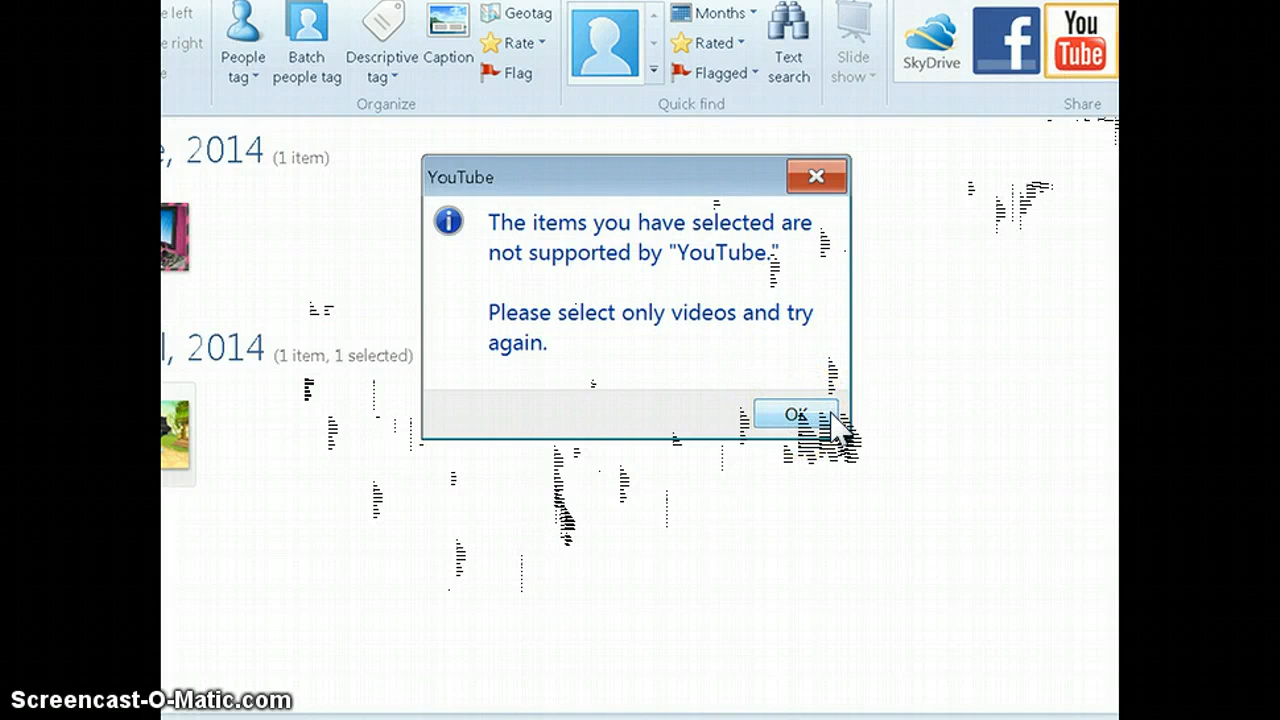 e left
e right
People tag
Batch people tag
Descriptive tag
Caption
Geotag
Rate
Flag
Organize
Months
Rated
Flagged
Text search
Quick find
Slide show
SkyDrive
f
You Tube
Share
e, 2014 (1 item)
YouTube
The items you have selected are
not supported by "YouTube."
Please select only videos and try
again.
OK
l, 2014 (1 item, 1 selected)
Screencast-O-Matic.com